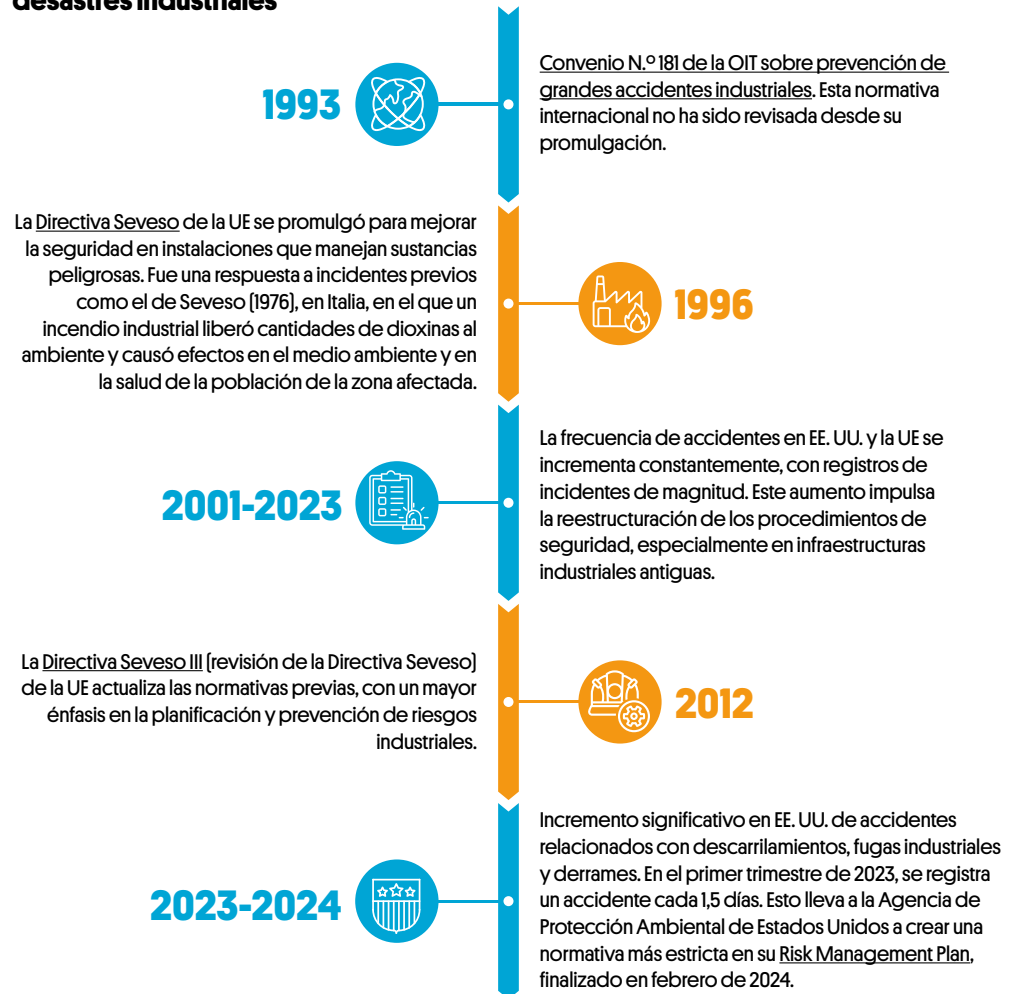 desastres industriales
1993
Convenio N.º 181 de la OIT sobre prevención de
grandes accidentes industriales. Esta normativa
internacional no ha sido revisada desde su
promulgación.
La Directiva Seveso de la UE se promulgó para mejorar
la seguridad en instalaciones que manejan sustancias
peligrosas. Fue una respuesta a incidentes previos
como el de Seveso (1976), en Italia, en el que un
incendio industrial liberó cantidades de dioxinas al
ambiente y causó efectos en el medio ambiente y en
la salud de la población de la zona afectada.
1996
2001-2023
La frecuencia de accidentes en EE. UU. y la UE se
incrementa constantemente, con registros de
incidentes de magnitud. Este aumento impulsa
la reestructuración de los procedimientos de
seguridad, especialmente en infraestructuras
industriales antiguas.
La Directiva Seveso III (revisión de la Directiva Seveso)
de la UE actualiza las normativas previas, con un mayor
énfasis en la planificación y prevención de riesgos
industriales.
2012
2023-2024
Incremento significativo en EE. UU. de accidentes
relacionados con descarrilamientos, fugas industriales
y derrames. En el primer trimestre de 2023, se registra
un accidente cada 1,5 días. Esto lleva a la Agencia de
Protección Ambiental de Estados Unidos a crear una
normativa más estricta en su Risk Management Plan,
finalizado en febrero de 2024.